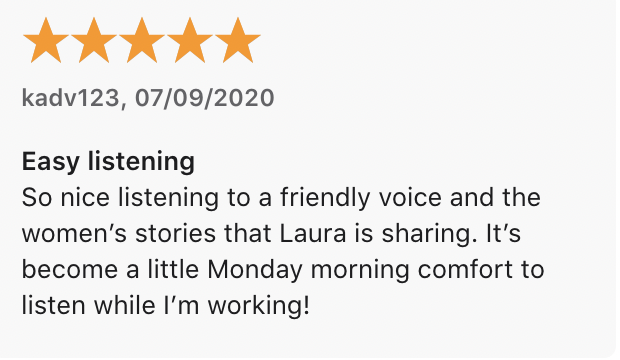 kadv123, 07/09/2020
Easy listening
So nice listening to a friendly voice and the
women’s stories that Laura is sharing. It’s
become a little Monday morning comfort to
listen while I’m working!